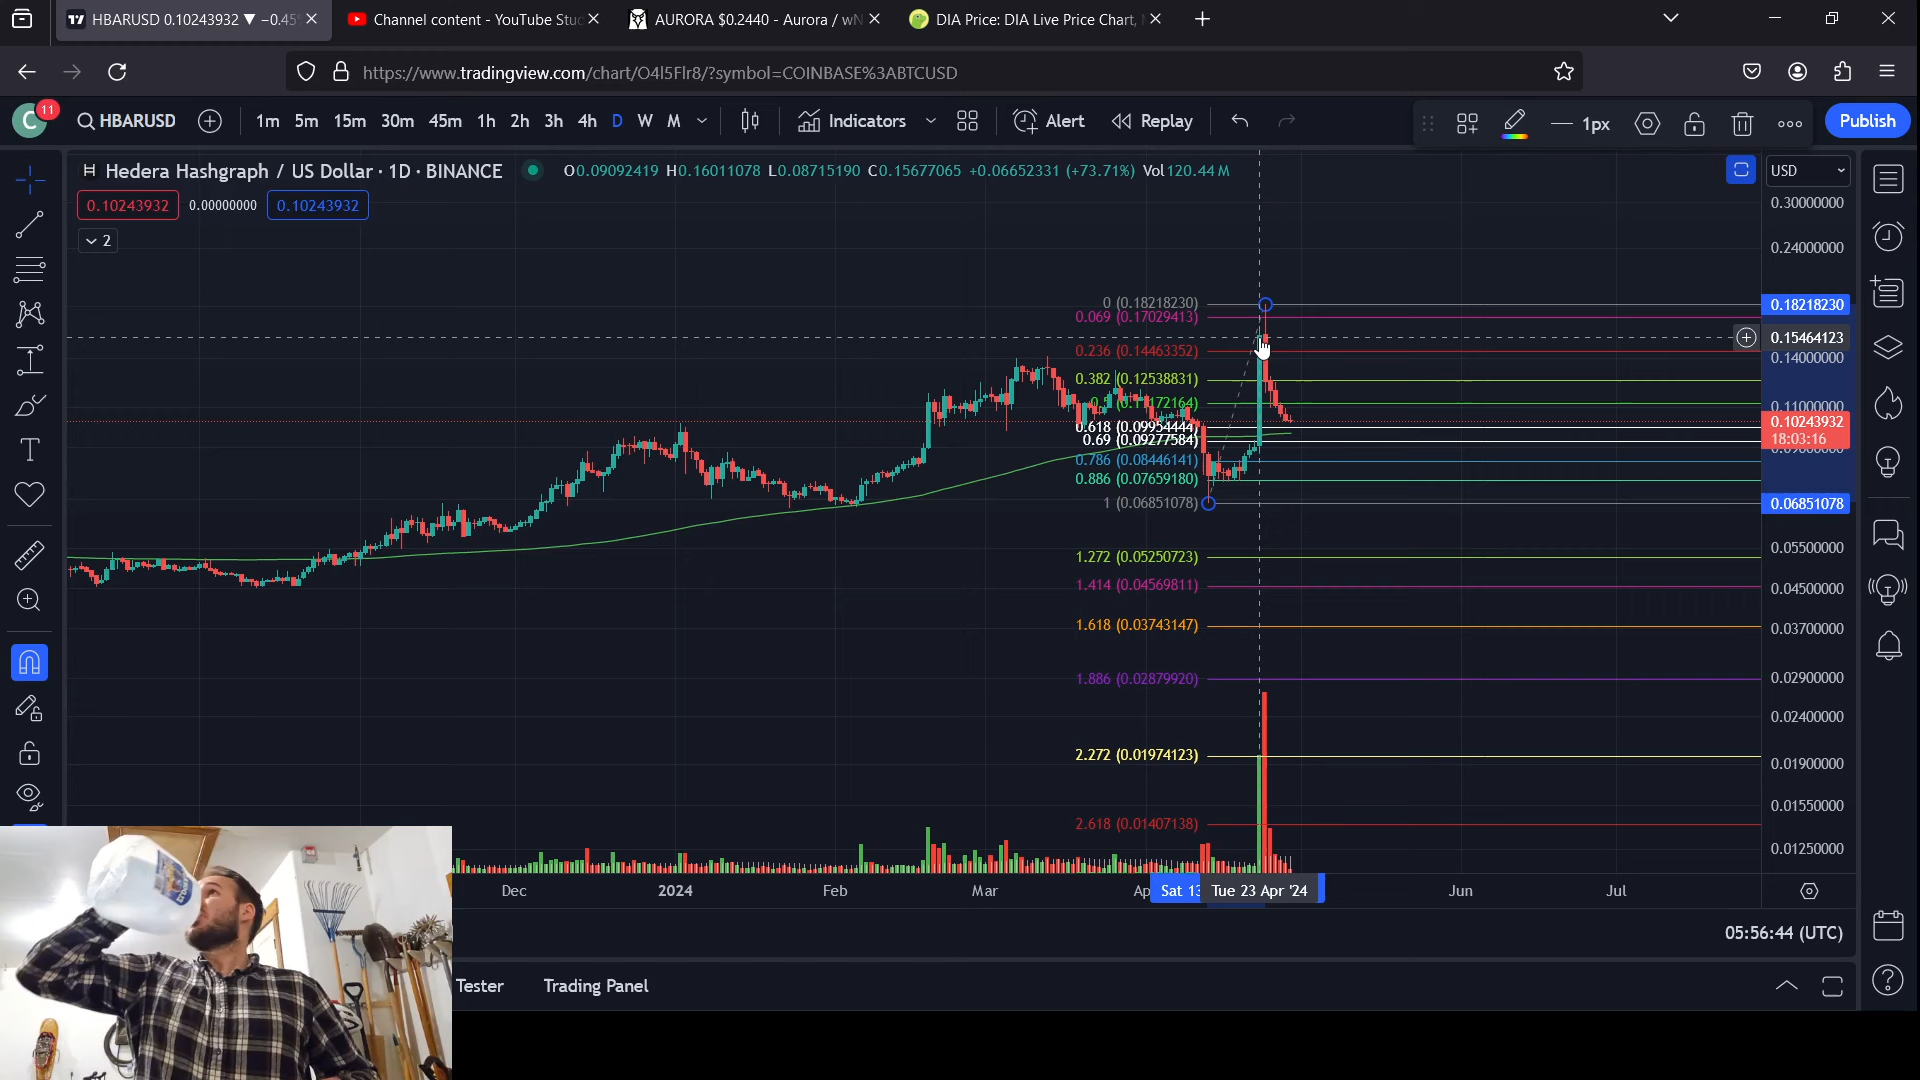 HBARUSD 0.10243932 ▼ −0.45
Channel content - YouTube Stu
AURORA $0.2440 - Aurora / wN
DIA Price: DIA Live Price Chart,
https://www.tradingview.com/chart/O4l5Flr8/?symbol=COINBASE%3ABTCUSD
C
11
HBARUSD
1m 5m 15m 30m 45m 1h 2h 3h 4h D W M
Indicators
Alert
Replay
1px
Publish
Hedera Hashgraph / US Dollar · 1D · BINANCE
O0.09092419 H0.16011078 L0.08715190 C0.15677065 +0.06652331 (+73.71%) Vol120.44 M
USD
0.10243932 0.00000000 0.10243932
2
0 (0.18218230)
0.069 (0.17029413)
0.236 (0.14463352)
0.382 (0.12538831)
0.618 (0.09954444)
0.69 (0.09277584)
0.786 (0.08446141)
0.886 (0.07659180)
1 (0.06851078)
1.272 (0.05250723)
1.414 (0.04569811)
1.618 (0.03743147)
1.886 (0.02879920)
2.272 (0.01974123)
2.618 (0.01407138)
0.30000000
0.24000000
0.18218230
0.15464123
0.14000000
0.11000000
0.10243932
18:03:16
0.06851078
0.05500000
0.04500000
0.03700000
0.02900000
0.02400000
0.01900000
0.01550000
0.01250000
Dec 2024 Feb Mar Ap Sat 13 Tue 23 Apr '24 Jun Jul
05:56:44 (UTC)
Tester
Trading Panel